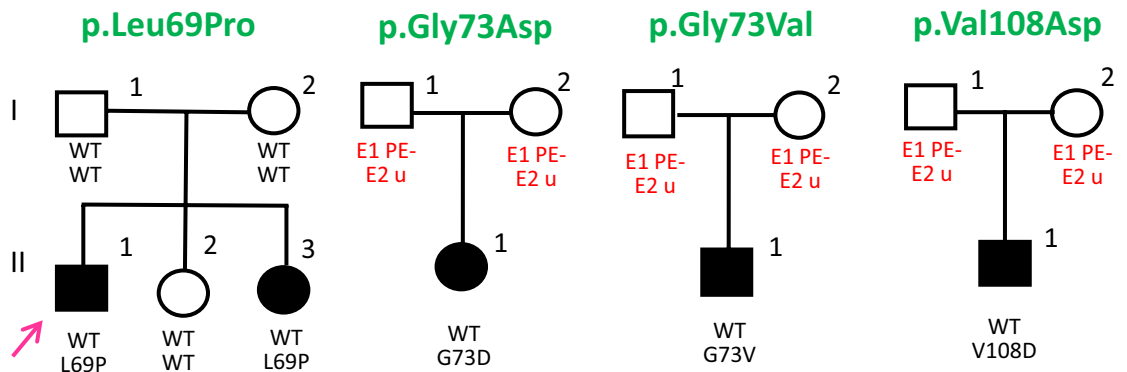 p.Leu69Pro p.Gly73Asp p.Gly73Val p.Val108Asp
I 1 2 1 2 1 2 1 2
WT WT E1 PE- E1 PE- E1 PE- E1 PE- E1 PE- E1 PE-
WT WT E2 u E2 u E2 u E2 u E2 u E2 u
II 1 2 3 1 1 1
WT WT WT WT WT WT
L69P WT L69P G73D G73V V108D